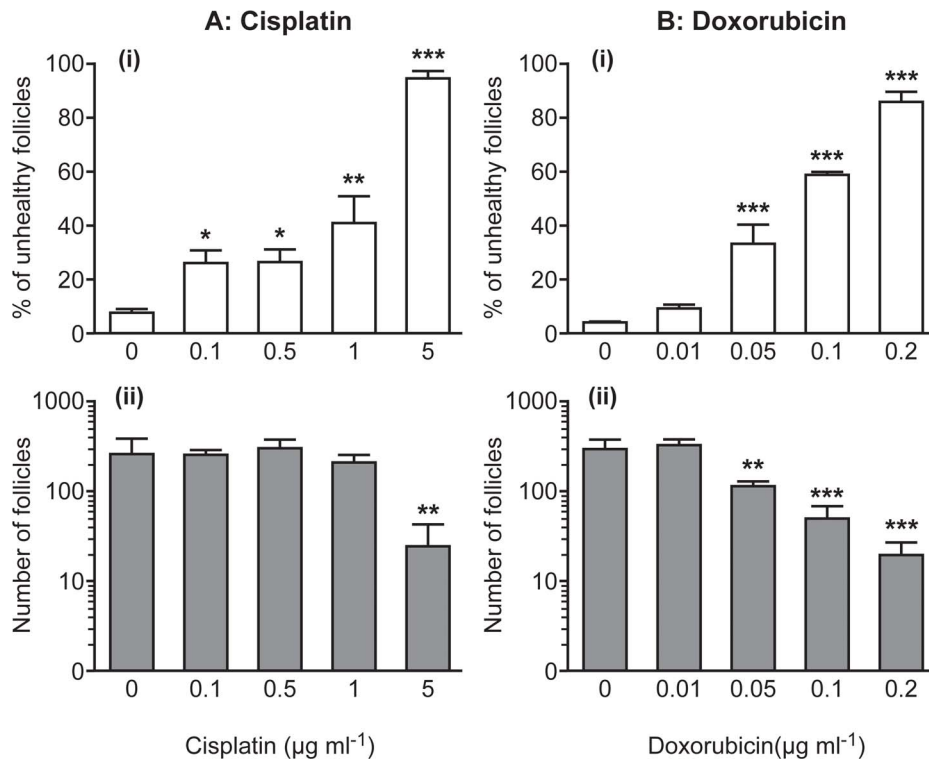 A: Cisplatin
(i)
% of unhealthy follicles
100
80
60
40
20
0
*
*
**
***
0 0.1 0.5 1 5
(ii)
Number of follicles
1000
100
10
0
**
0 0.1 0.5 1 5
Cisplatin (µg ml⁻¹)
B: Doxorubicin
(i)
% of unhealthy follicles
100
80
60
40
20
0
***
***
***
0 0.01 0.05 0.1 0.2
(ii)
Number of follicles
1000
100
10
0
**
***
***
0 0.01 0.05 0.1 0.2
Doxorubicin(µg ml⁻¹)